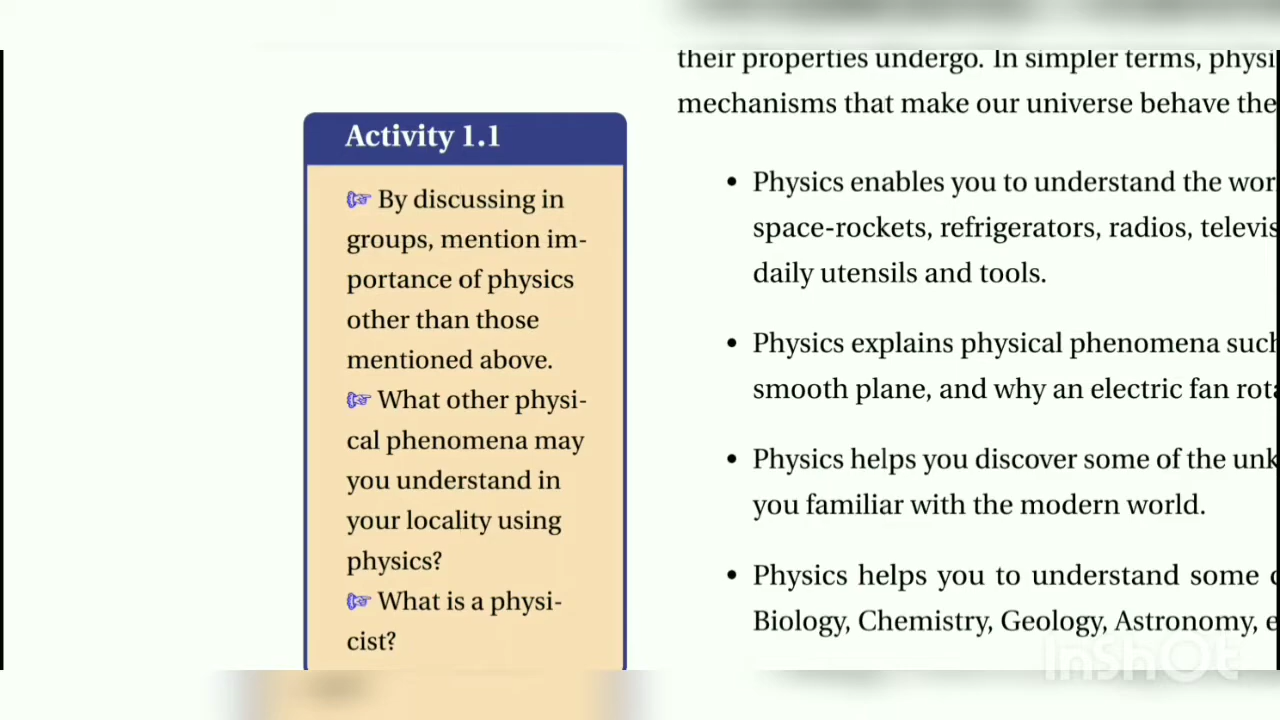 their properties undergo. In simpler terms, physi
mechanisms that make our universe behave the
Activity 1.1
By discussing in
groups, mention im-
portance of physics
other than those
mentioned above.
What other physi-
cal phenomena may
you understand in
your locality using
physics?
What is a physi-
cist?
• Physics enables you to understand the wor
space-rockets, refrigerators, radios, televis
daily utensils and tools.
• Physics explains physical phenomena such
smooth plane, and why an electric fan rota
• Physics helps you discover some of the unk
you familiar with the modern world.
• Physics helps you to understand some
Biology, Chemistry, Geology, Astronomy, e
InShOt